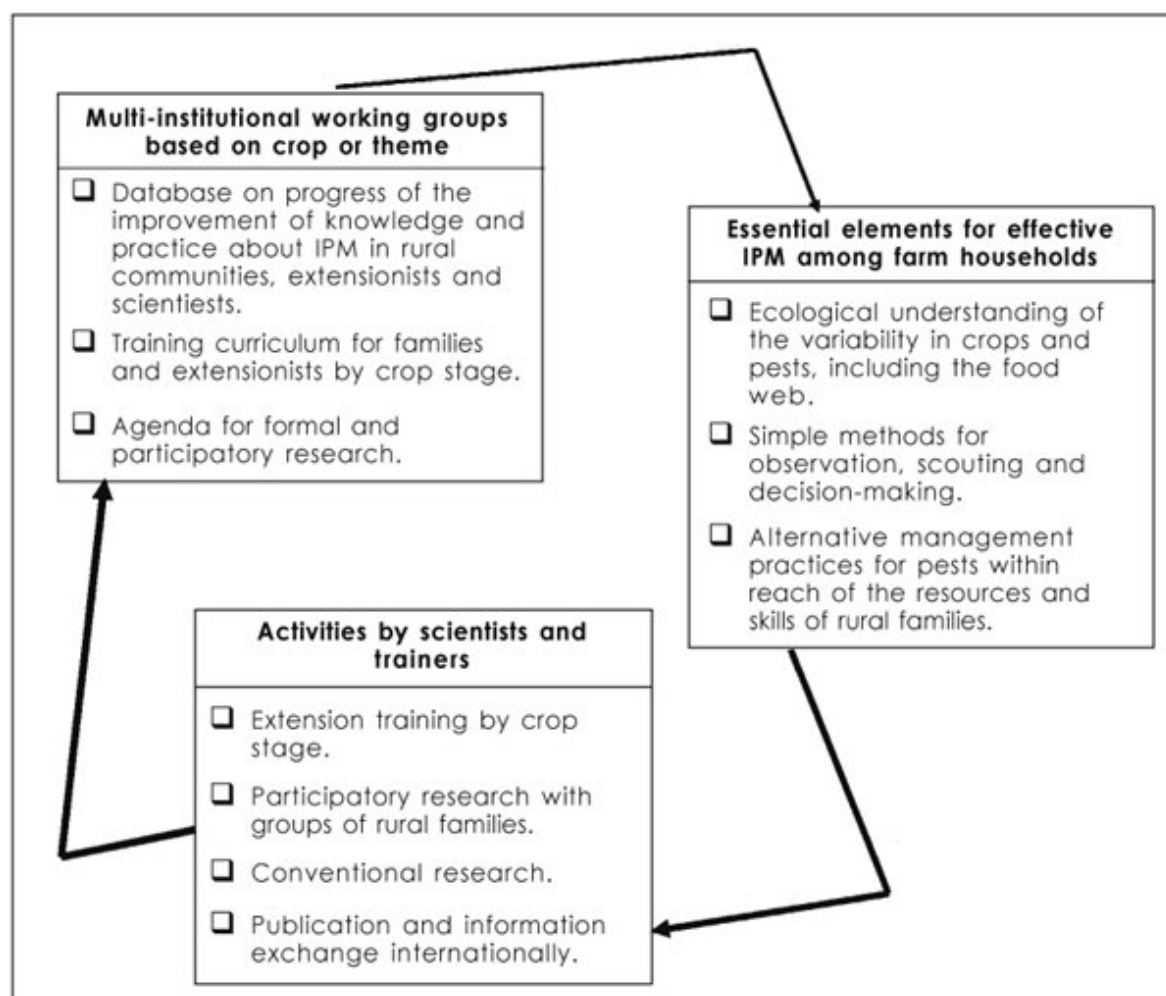 Multi-institutional working groups
based on crop or theme
❑ Database on progress of the
improvement of knowledge and
practice about IPM in rural
communities, extensionists and
scientiests.
❑ Training curriculum for families
and extensionists by crop stage.
❑ Agenda for formal and
participatory research.
Essential elements for effective
IPM among farm households
❑ Ecological understanding of
the variability in crops and
pests, including the food
web.
❑ Simple methods for
observation, scouting and
decision-making.
❑ Alternative management
practices for pests within
reach of the resources and
skills of rural families.
Activities by scientists and
trainers
❑ Extension training by crop
stage.
❑ Participatory research with
groups of rural families.
❑ Conventional research.
❑ Publication and information
exchange internationally.